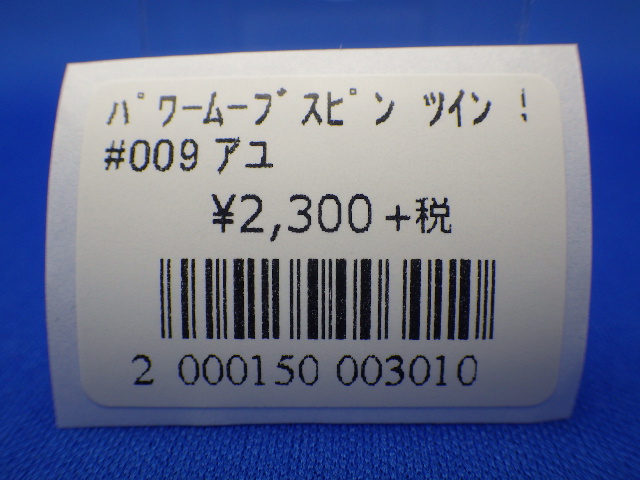 ﾊﾟﾜｰﾑｰﾌﾞｽﾋﾟﾝ ﾂｲﾝ
#009 アユ
¥2,300 +税
2 000150 003010